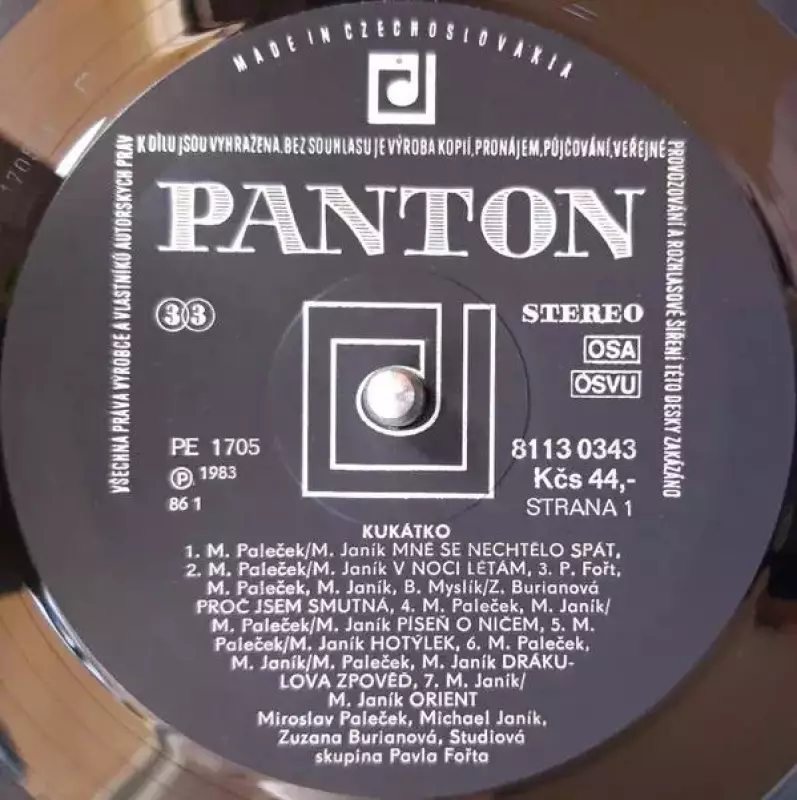 MADE IN CZECHOSLOVAKIA
VŠECHNA PRÁVA VÝROBCE A VLASTNÍKŮ AUTORSKÝCH PRÁV
K DÍLU JSOU VYHRAŽENA. BEZ SOUHLASU JE VÝROBA KOPIÍ, PRONÁJEM, PŮJČOVÁNÍ, VEŘEJNÉ
PROVOZOVÁNÍ A ROZHLASOVÉ ŠÍŘENÍ TÉTO DESKY ZAKÁZÁNO
PANTON
33
STEREO
OSA
OSVU
PE 1705
Ⓟ 1983
86 1
8113 0343
Kčs 44,-
STRANA 1
KUKÁTKO
1. M. Paleček/M. Janík MNĚ SE NECHTĚLO SPÁT,
2. M. Paleček/M. Janík V NOCI LÉTÁM, 3. P. Fořt,
M. Paleček, M. Janík, B. Myslík/Z. Burianová
PROČ JSEM SMUTNÁ, 4. M. Paleček, M. Janík/
M. Paleček/M. Janík PÍSEŇ O NIČEM, 5. M.
Paleček/M. Janík HOTÝLEK, 6. M. Paleček,
M. Janík/M. Paleček, M. Janík DRÁKU-
LOVA ZPOVĚĎ, 7. M. Janík/
M. Janík ORIENT
Miroslav Paleček, Michael Janík,
Zuzana Burianová, Studiová
skupina Pavla Fořta